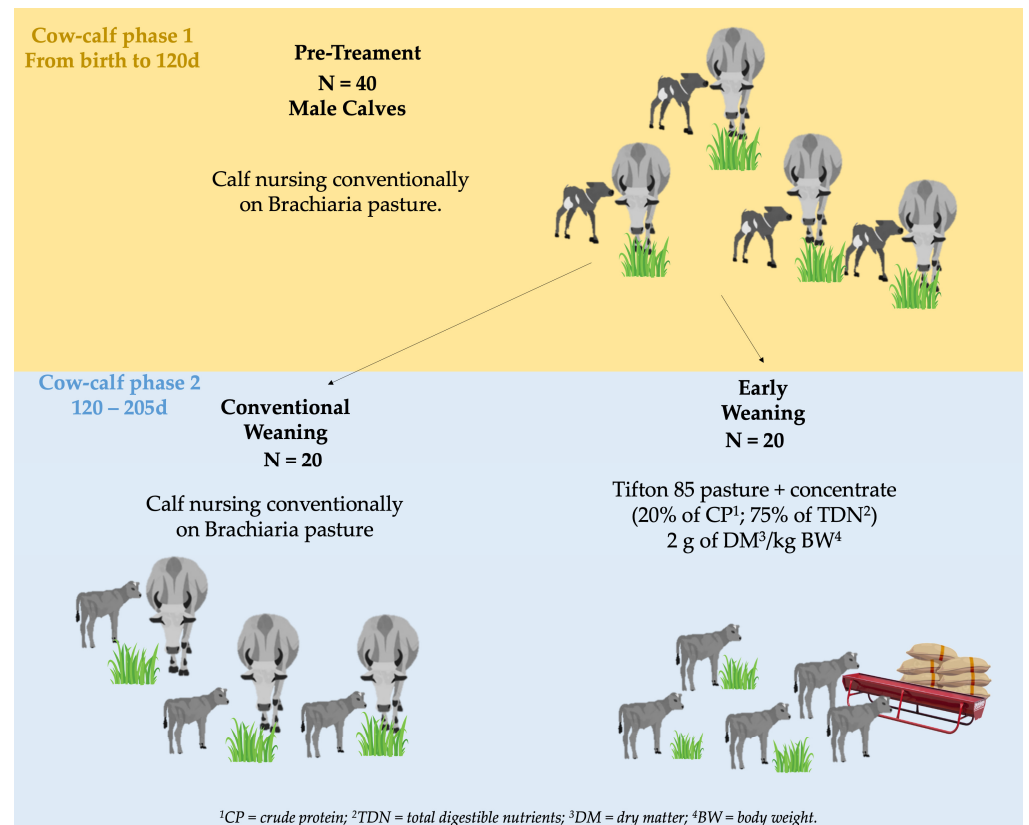 Cow-calf phase 1
From birth to 120d
Pre-Treament
N = 40
Male Calves
Calf nursing conventionally
on Brachiaria pasture.
Cow-calf phase 2
120 – 205d
Conventional
Weaning
N = 20
Calf nursing conventionally
on Brachiaria pasture
Early
Weaning
N = 20
Tifton 85 pasture + concentrate
(20% of CP¹; 75% of TDN²)
2 g of DM³/kg BW⁴
¹CP = crude protein; ²TDN = total digestible nutrients; ³DM = dry matter; ⁴BW = body weight.